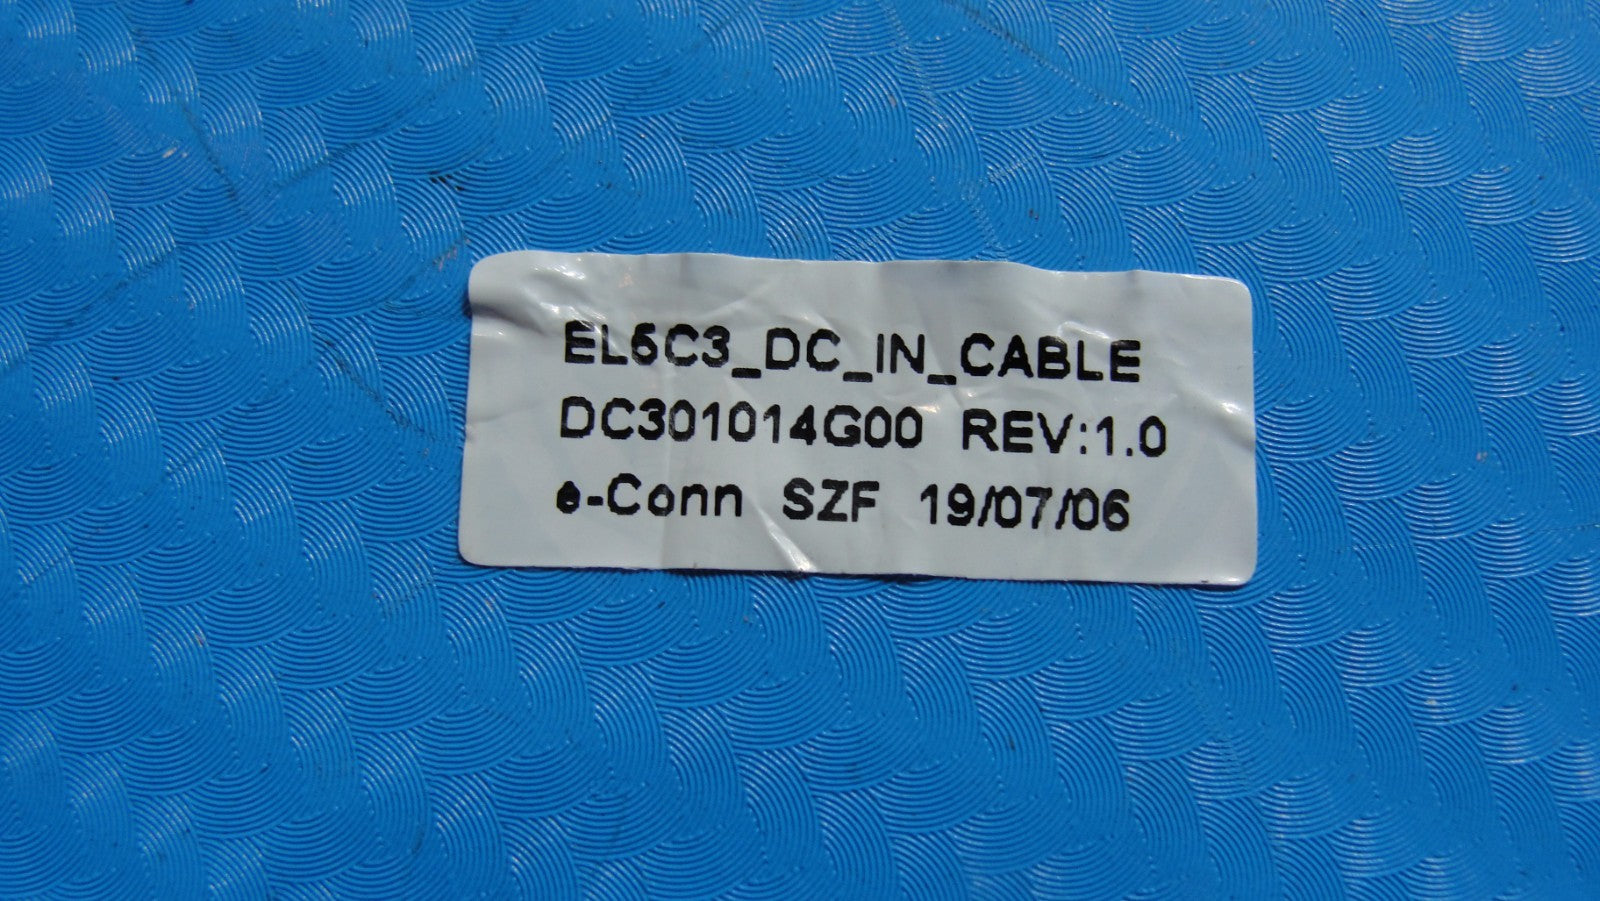 EL5C3_DC_IN_CABLE
DC301014G00 REV:1.0
e-Conn SZF 19/07/06